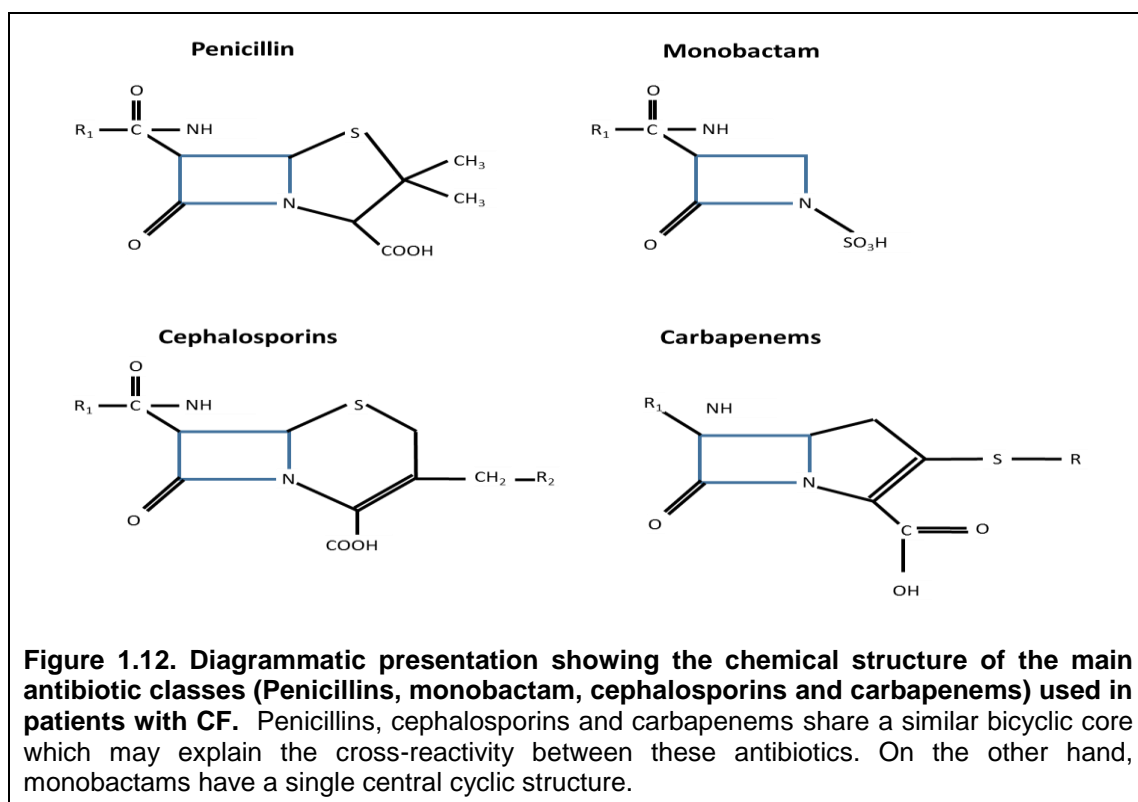 Penicillin
Monobactam
O
R1 C NH
S
CH3
CH3
N
O
COOH
O
R1 C NH
N
O
SO3H
Cephalosporins
Carbapenems
O
R1 C NH
S
N
CH2 R2
O
COOH
R1 NH
S R
N
O
C O
OH
Figure 1.12. Diagrammatic presentation showing the chemical structure of the main
antibiotic classes (Penicillins, monobactam, cephalosporins and carbapenems) used in
patients with CF. Penicillins, cephalosporins and carbapenems share a similar bicyclic core
which may explain the cross-reactivity between these antibiotics. On the other hand,
monobactams have a single central cyclic structure.